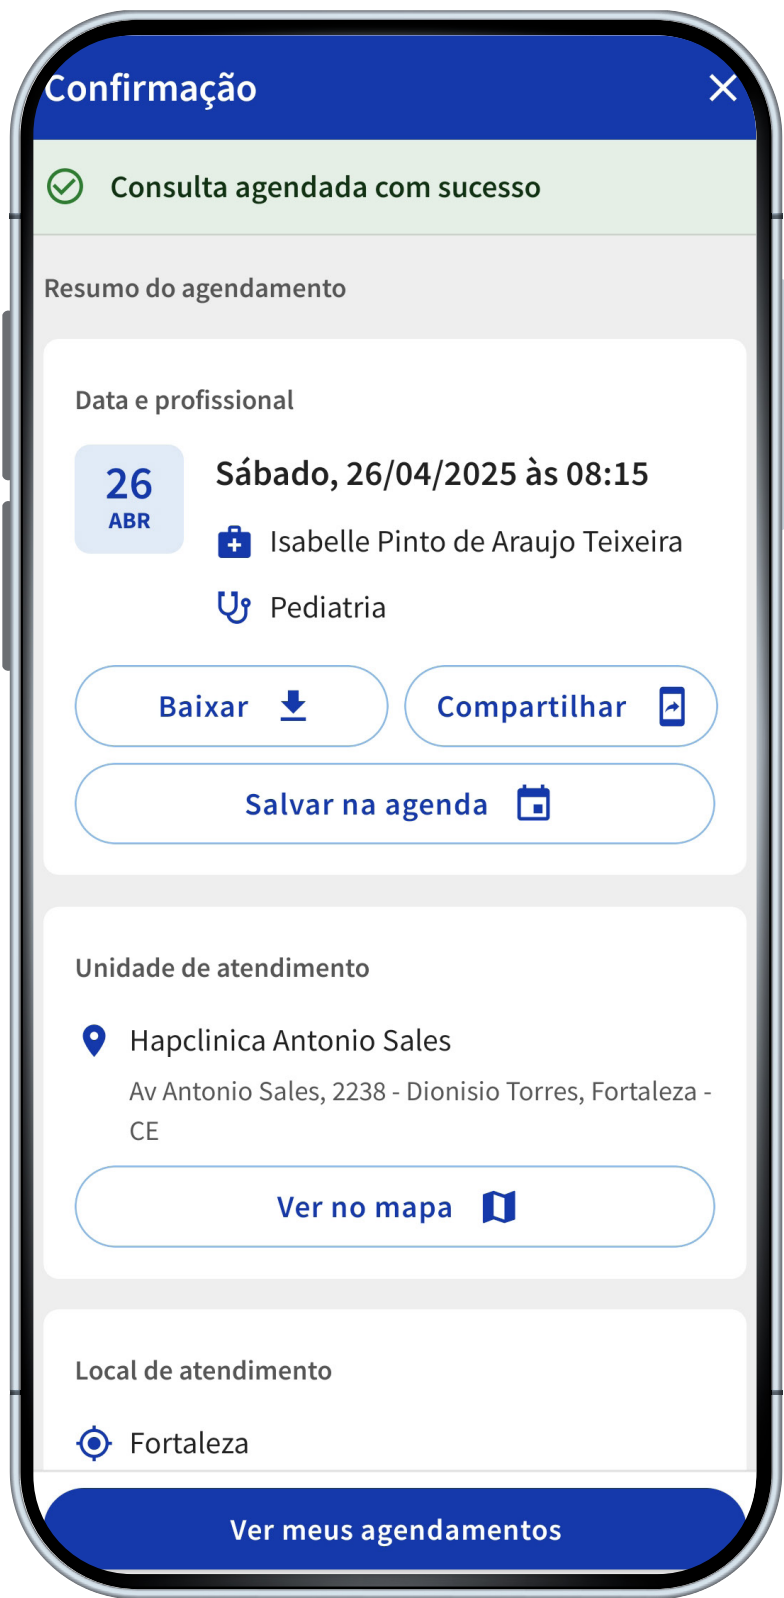 Confirmação
Consulta agendada com sucesso
Resumo do agendamento
Data e profissional
26
ABR
Sábado, 26/04/2025 às 08:15
Isabelle Pinto de Araujo Teixeira
Pediatria
Baixar
Compartilhar
Salvar na agenda
Unidade de atendimento
Hapclinica Antonio Sales
Av Antonio Sales, 2238 - Dionisio Torres, Fortaleza -
CE
Ver no mapa
Local de atendimento
Fortaleza
Ver meus agendamentos